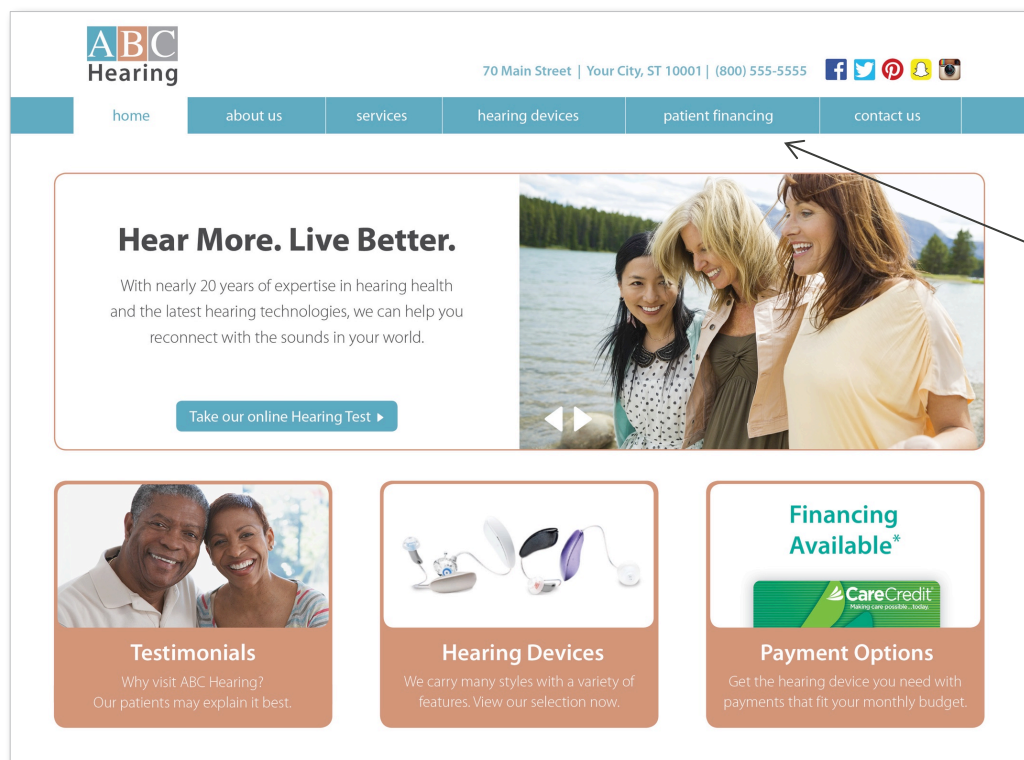 ABC
Hearing
70 Main Street | Your City, ST 10001 | (800) 555-5555
home about us services hearing devices patient financing contact us
Hear More. Live Better.
With nearly 20 years of expertise in hearing health
and the latest hearing technologies, we can help you
reconnect with the sounds in your world.
Take our online Hearing Test
Testimonials
Why visit ABC Hearing?
Our patients may explain it best.
Hearing Devices
We carry many styles with a variety of
features. View our selection now.
Financing
Available*
CareCredit®
Making care possible...today.
Payment Options
Get the hearing device you need with
payments that fit your monthly budget.